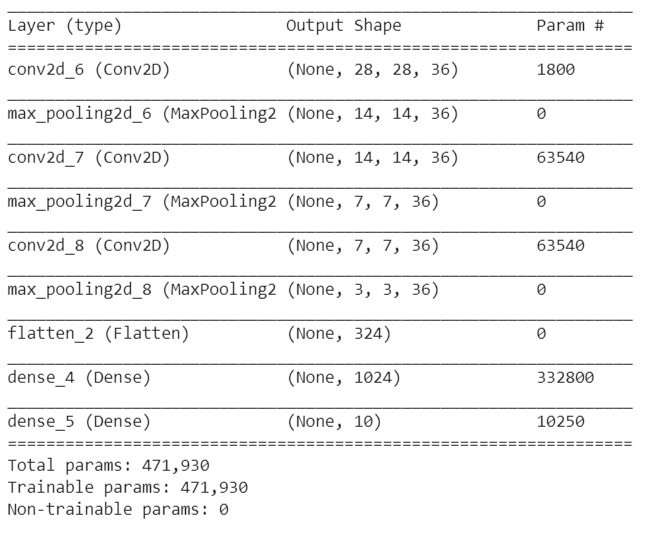 Layer (type) Output Shape Param #
=================================================================
conv2d_6 (Conv2D) (None, 28, 28, 36) 1800
max_pooling2d_6 (MaxPooling2 (None, 14, 14, 36) 0
conv2d_7 (Conv2D) (None, 14, 14, 36) 63540
max_pooling2d_7 (MaxPooling2 (None, 7, 7, 36) 0
conv2d_8 (Conv2D) (None, 7, 7, 36) 63540
max_pooling2d_8 (MaxPooling2 (None, 3, 3, 36) 0
flatten_2 (Flatten) (None, 324) 0
dense_4 (Dense) (None, 1024) 332800
dense_5 (Dense) (None, 10) 10250
=================================================================
Total params: 471,930
Trainable params: 471,930
Non-trainable params: 0